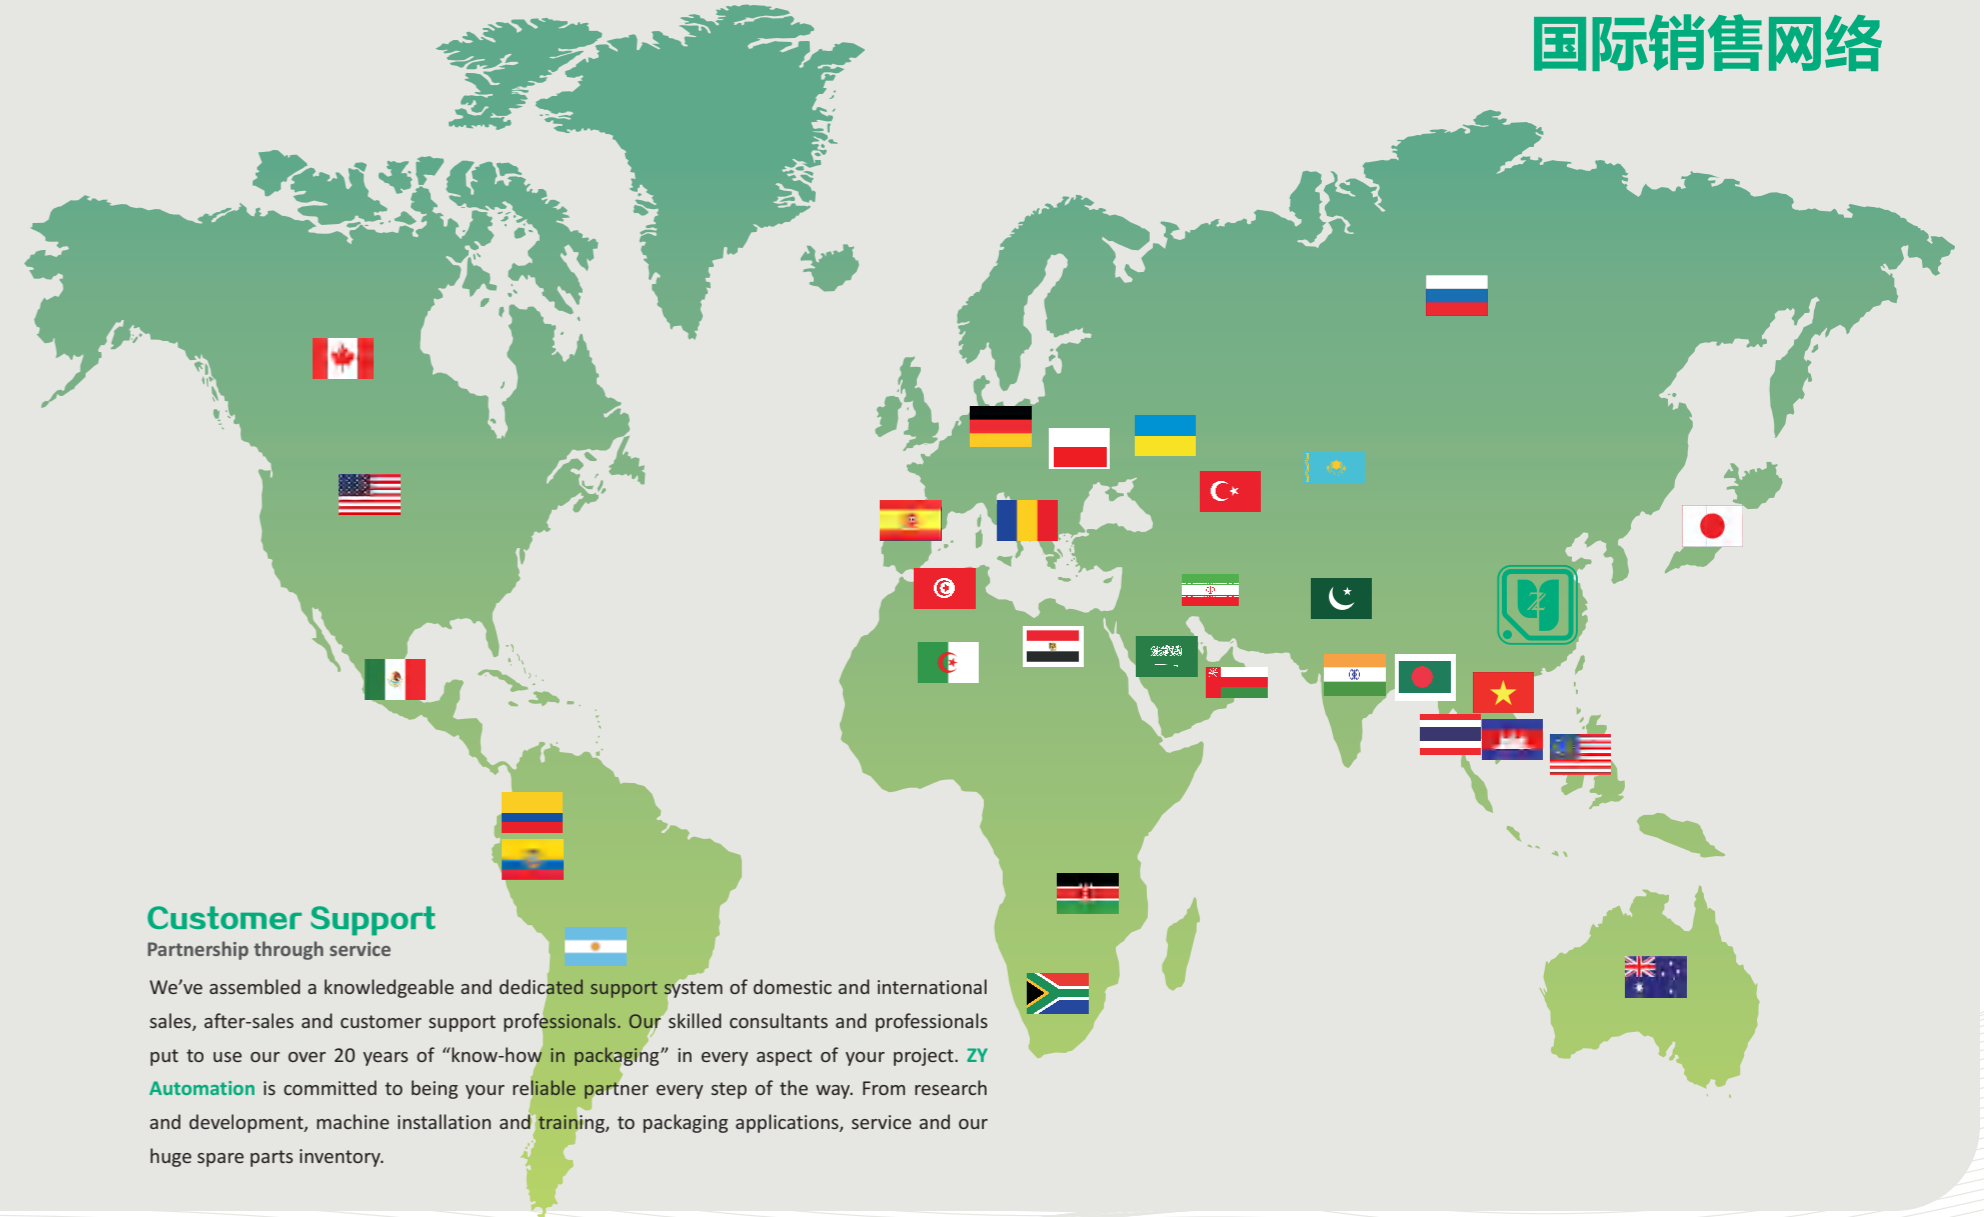 国际销售网络
Customer Support
Partnership through service
We’ve assembled a knowledgeable and dedicated support system of domestic and international
sales, after-sales and customer support professionals. Our skilled consultants and professionals
put to use our over 20 years of “know-how in packaging” in every aspect of your project. ZY
Automation is committed to being your reliable partner every step of the way. From research
and development, machine installation and training, to packaging applications, service and our
huge spare parts inventory.